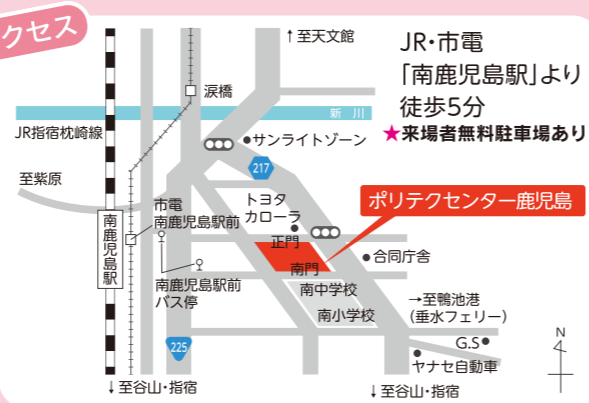 クセス
↑至天文館
JR・市電
「南鹿児島駅」より
徒歩5分
★来場者無料駐車場あり
涙橋
新川
JR指宿枕崎線
サンライトゾーン
217
至紫原
市電
南鹿児島駅前
トヨタ
カローラ
ポリテクセンター鹿児島
正門
南鹿児島駅
合同庁舎
南門
南鹿児島駅前
バス停
南中学校
→至鴨池港
(垂水フェリー)
南小学校
225
G.S
ヤナセ自動車
N
↓至谷山・指宿
↓至谷山・指宿